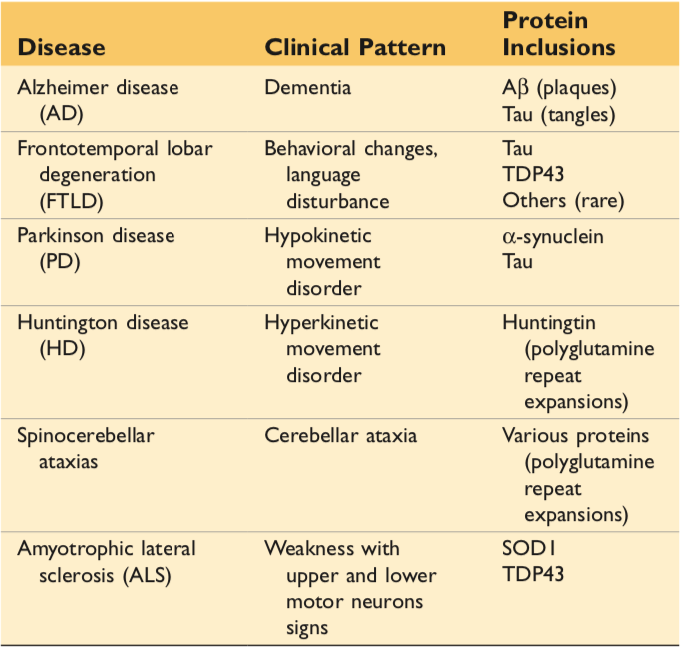 Disease
Clinical Pattern
Protein
Inclusions
Alzheimer disease
(AD)
Dementia
Aβ (plaques)
Tau (tangles)
Frontotemporal lobar
degeneration
(FTLD)
Behavioral changes,
language
disturbance
Tau
TDP43
Others (rare)
Parkinson disease
(PD)
Hypokinetic
movement
disorder
α-synuclein
Tau
Huntington disease
(HD)
Hyperkinetic
movement
disorder
Huntingtin
(polyglutamine
repeat
expansions)
Spinocerebellar
ataxias
Cerebellar ataxia
Various proteins
(polyglutamine
repeat
expansions)
Amyotrophic lateral
sclerosis (ALS)
Weakness with
upper and lower
motor neurons
signs
SOD1
TDP43